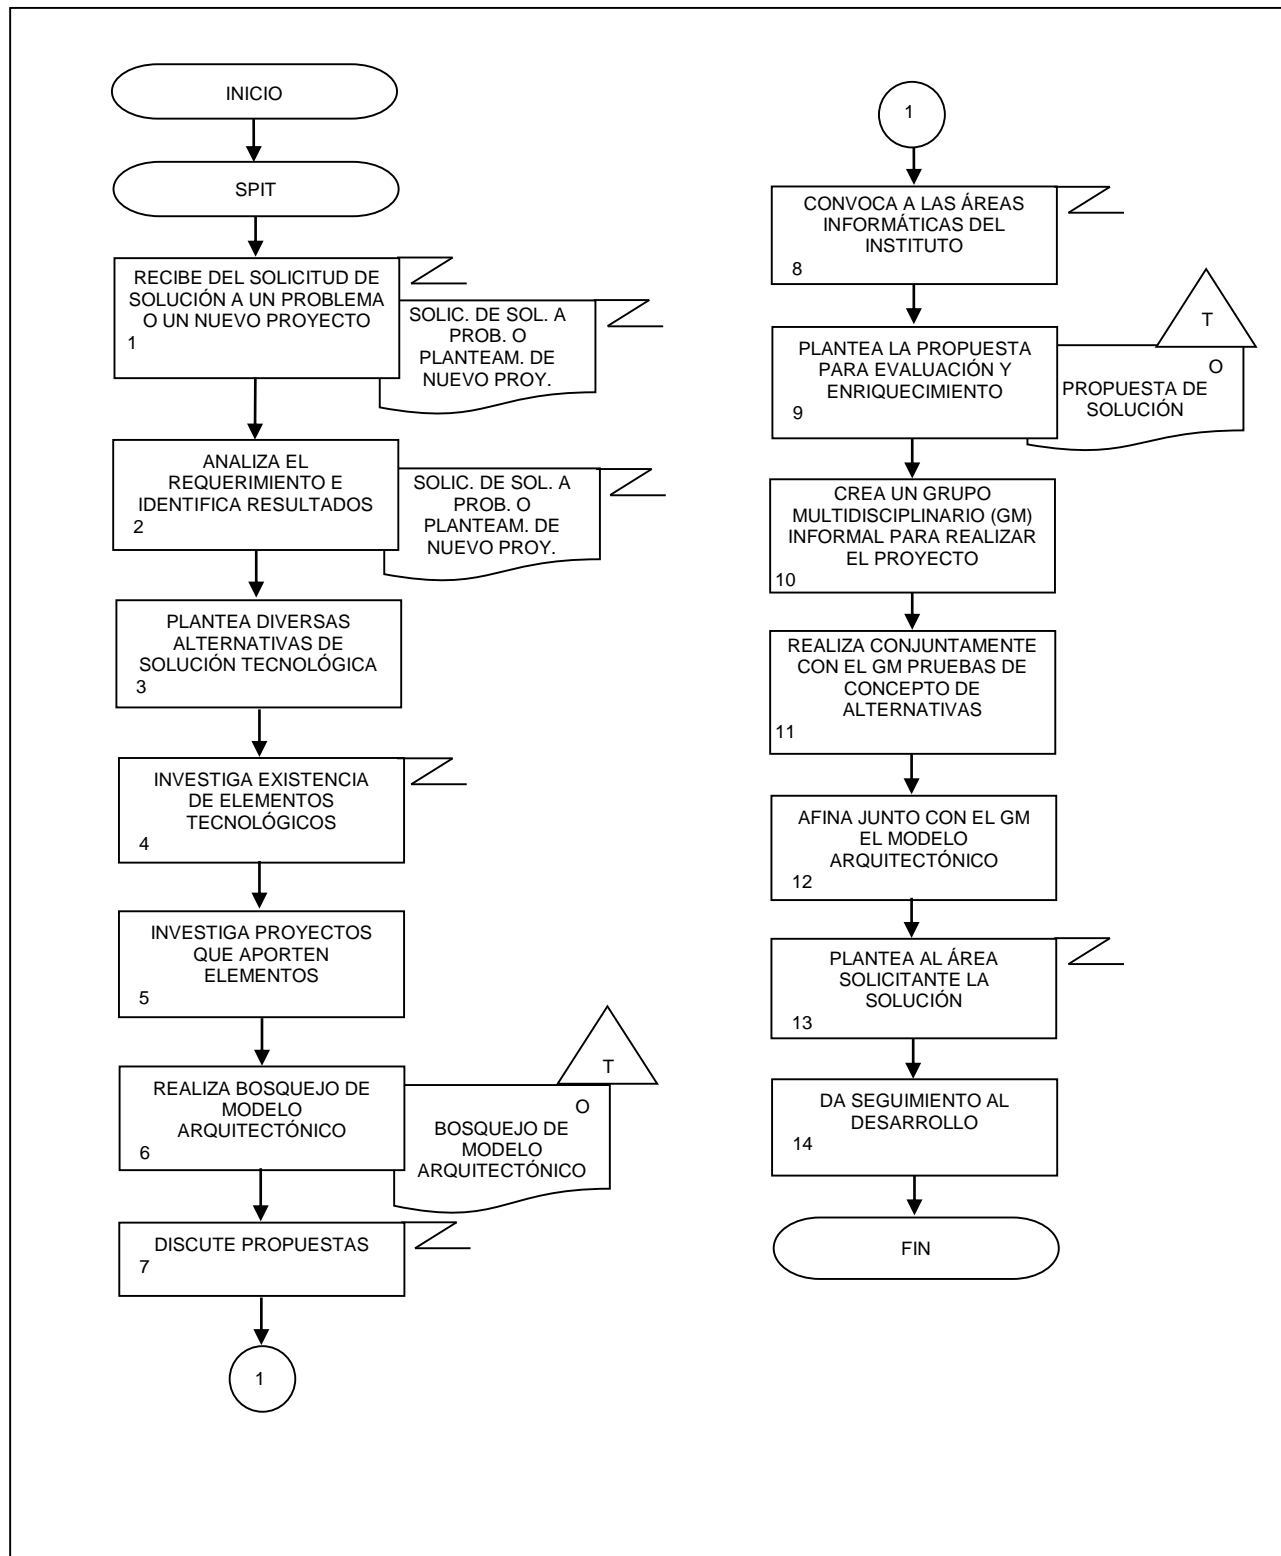 INICIO
SPIT
RECIBE DEL SOLICITUD DE
SOLUCIÓN A UN PROBLEMA
O UN NUEVO PROYECTO
1
SOLIC. DE SOL. A
PROB. O
PLANTEAM. DE
NUEVO PROY.
ANALIZA EL
REQUERIMIENTO E
IDENTIFICA RESULTADOS
2
SOLIC. DE SOL. A
PROB. O
PLANTEAM. DE
NUEVO PROY.
PLANTEA DIVERSAS
ALTERNATIVAS DE
SOLUCIÓN TECNOLÓGICA
3
INVESTIGA EXISTENCIA
DE ELEMENTOS
TECNOLÓGICOS
4
INVESTIGA PROYECTOS
QUE APORTEN
ELEMENTOS
5
REALIZA BOSQUEJO DE
MODELO
ARQUITECTÓNICO
6
T
O
BOSQUEJO DE
MODELO
ARQUITECTÓNICO
DISCUTE PROPUESTAS
7
1
1
CONVOCA A LAS ÁREAS
INFORMÁTICAS DEL
INSTITUTO
8
PLANTEA LA PROPUESTA
PARA EVALUACIÓN Y
ENRIQUECIMIENTO
9
T
O
PROPUESTA DE
SOLUCIÓN
CREA UN GRUPO
MULTIDISCIPLINARIO (GM)
INFORMAL PARA REALIZAR
EL PROYECTO
10
REALIZA CONJUNTAMENTE
CON EL GM PRUEBAS DE
CONCEPTO DE
ALTERNATIVAS
11
AFINA JUNTO CON EL GM
EL MODELO
ARQUITECTÓNICO
12
PLANTEA AL ÁREA
SOLICITANTE LA
SOLUCIÓN
13
DA SEGUIMIENTO AL
DESARROLLO
14
FIN